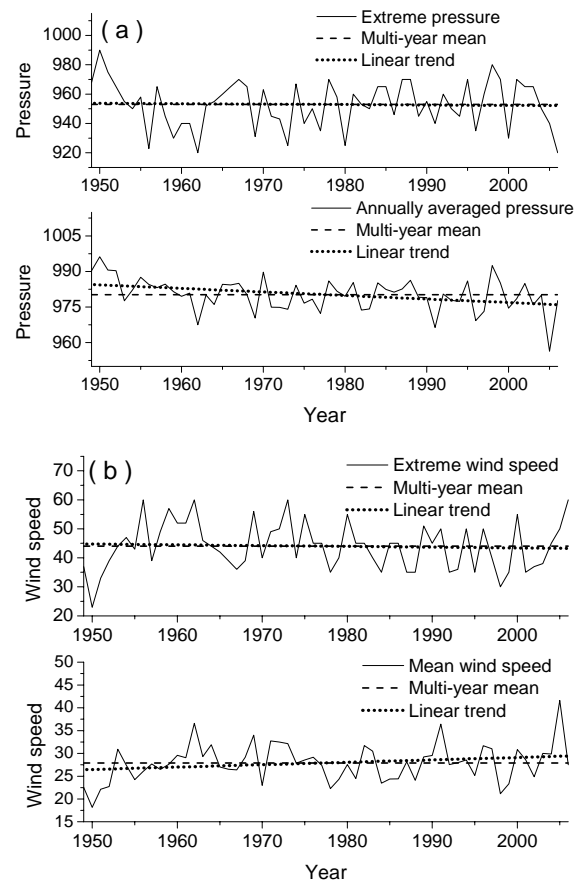 ( a )
Extreme pressure
Multi-year mean
Linear trend
Pressure
1000
980
960
940
920
1950 1960 1970 1980 1990 2000
Annually averaged pressure
Multi-year mean
Linear trend
Pressure
1005
990
975
960
1950 1960 1970 1980 1990 2000
Year
( b )
Extreme wind speed
Multi-year mean
Linear trend
Wind speed
70
60
50
40
30
20
1950 1960 1970 1980 1990 2000
Mean wind speed
Multi-year mean
Linear trend
Wind speed
50
45
40
35
30
25
20
15
1950 1960 1970 1980 1990 2000
Year